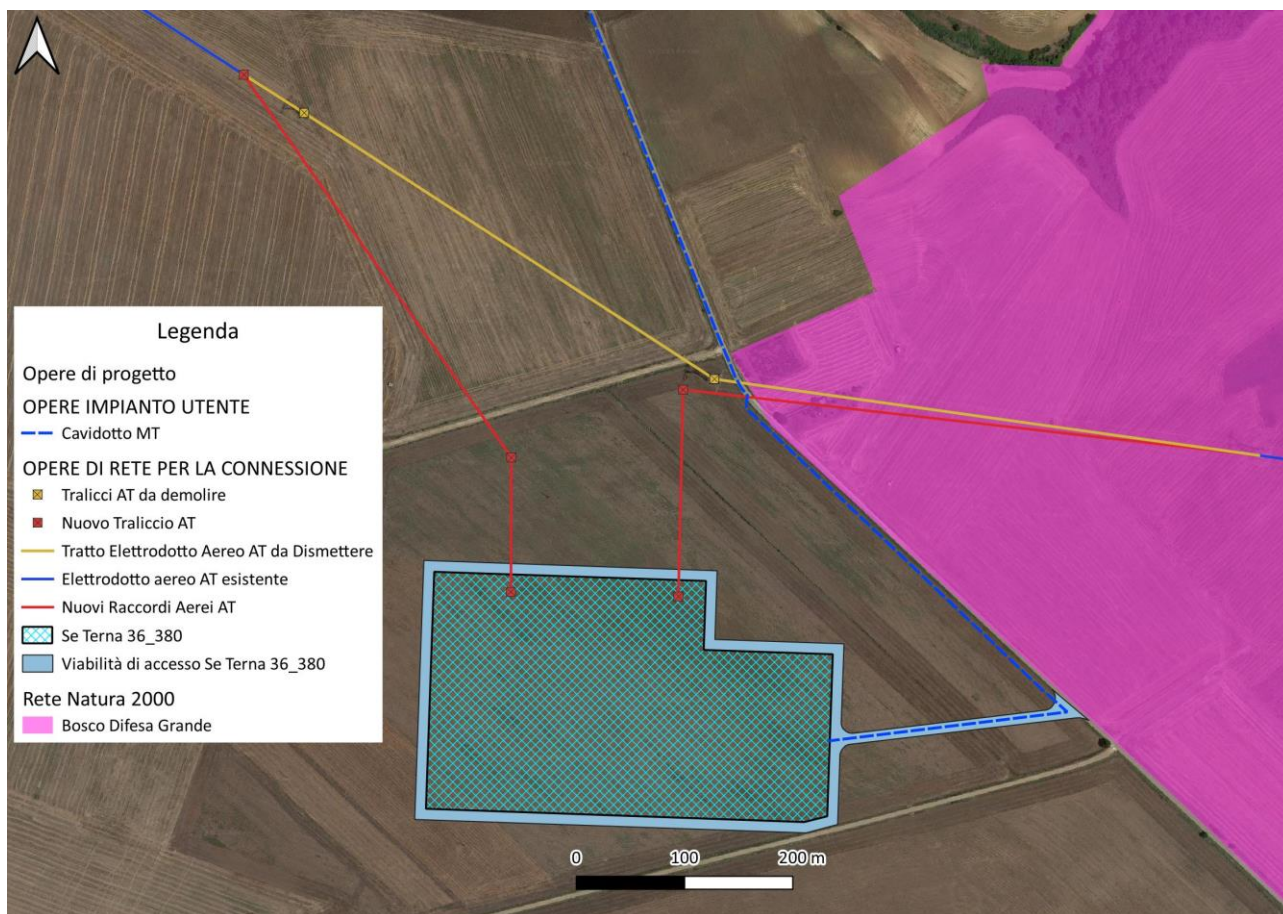 Legenda
Opere di progetto
OPERE IMPIANTO UTENTE
Cavidotto MT
OPERE DI RETE PER LA CONNESSIONE
Tralicci AT da demolire
Nuovo Traliccio AT
Tratto Elettrodotto Aereo AT da Dismettere
Elettrodotto aereo AT esistente
Nuovi Raccordi Aerei AT
Se Terna 36_380
Viabilità di accesso Se Terna 36_380
Rete Natura 2000
Bosco Difesa Grande
0 100 200 m